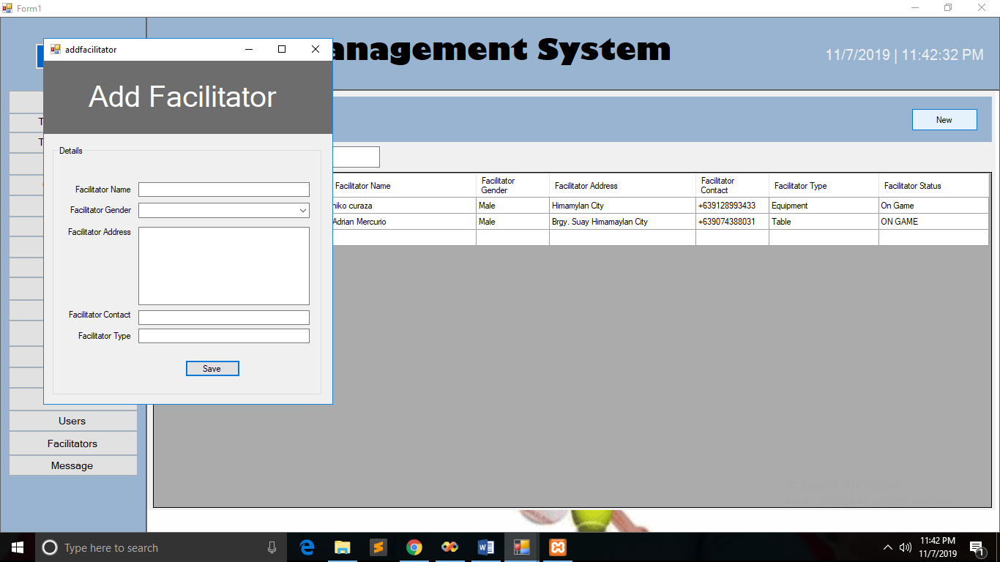 Form1
addfacilitator
anagement System
11/7/2019 | 11:42:32 PM
Add Facilitator
New
T
T
Details
Facilitator Name
Facilitator Gender
Facilitator Address
Facilitator Contact
Facilitator Type
Save
Facilitator Name Facilitator Gender Facilitator Address Facilitator Contact Facilitator Type Facilitator Status
niko curaza Male Himamylan City +639128993433 Equipment On Game
Adrian Mercurio Male Brgy. Suay Himamaylan City +639074388031 Table ON GAME
Users
Facilitators
Message
Type here to search
11:42 PM
11/7/2019
1